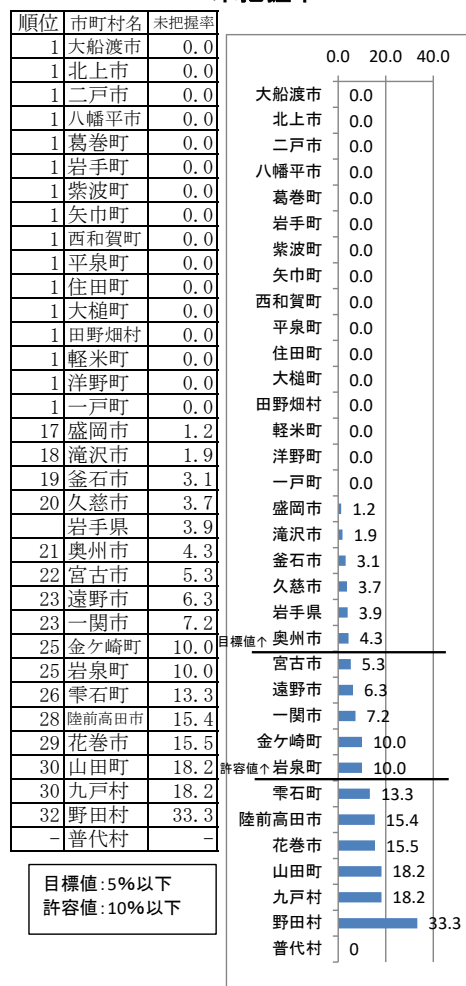 順位 市町村名 未把握率
1 大船渡市 0.0
1 北上市 0.0
1 二戸市 0.0
1 八幡平市 0.0
1 葛巻町 0.0
1 岩手町 0.0
1 紫波町 0.0
1 矢巾町 0.0
1 西和賀町 0.0
1 平泉町 0.0
1 住田町 0.0
1 大槌町 0.0
1 田野畑村 0.0
1 軽米町 0.0
1 洋野町 0.0
1 一戸町 0.0
17 盛岡市 1.2
18 滝沢市 1.9
19 釜石市 3.1
20 久慈市 3.7
岩手県 3.9
21 奥州市 4.3
22 宮古市 5.3
23 遠野市 6.3
23 一関市 7.2
25 金ケ崎町 10.0
25 岩泉町 10.0
26 雫石町 13.3
28 陸前高田市 15.4
29 花巻市 15.5
30 山田町 18.2
30 九戸村 18.2
32 野田村 33.3
- 普代村 -
目標値：5％以下
許容値：10％以下
0.0 20.0 40.0
大船渡市 0.0
北上市 0.0
二戸市 0.0
八幡平市 0.0
葛巻町 0.0
岩手町 0.0
紫波町 0.0
矢巾町 0.0
西和賀町 0.0
平泉町 0.0
住田町 0.0
大槌町 0.0
田野畑村 0.0
軽米町 0.0
洋野町 0.0
一戸町 0.0
盛岡市 1.2
滝沢市 1.9
釜石市 3.1
久慈市 3.7
岩手県 3.9
目標値↑ 奥州市 4.3
宮古市 5.3
遠野市 6.3
一関市 7.2
金ケ崎町 10.0
許容値↑ 岩泉町 10.0
雫石町 13.3
陸前高田市 15.4
花巻市 15.5
山田町 18.2
九戸村 18.2
野田村 33.3
普代村 0